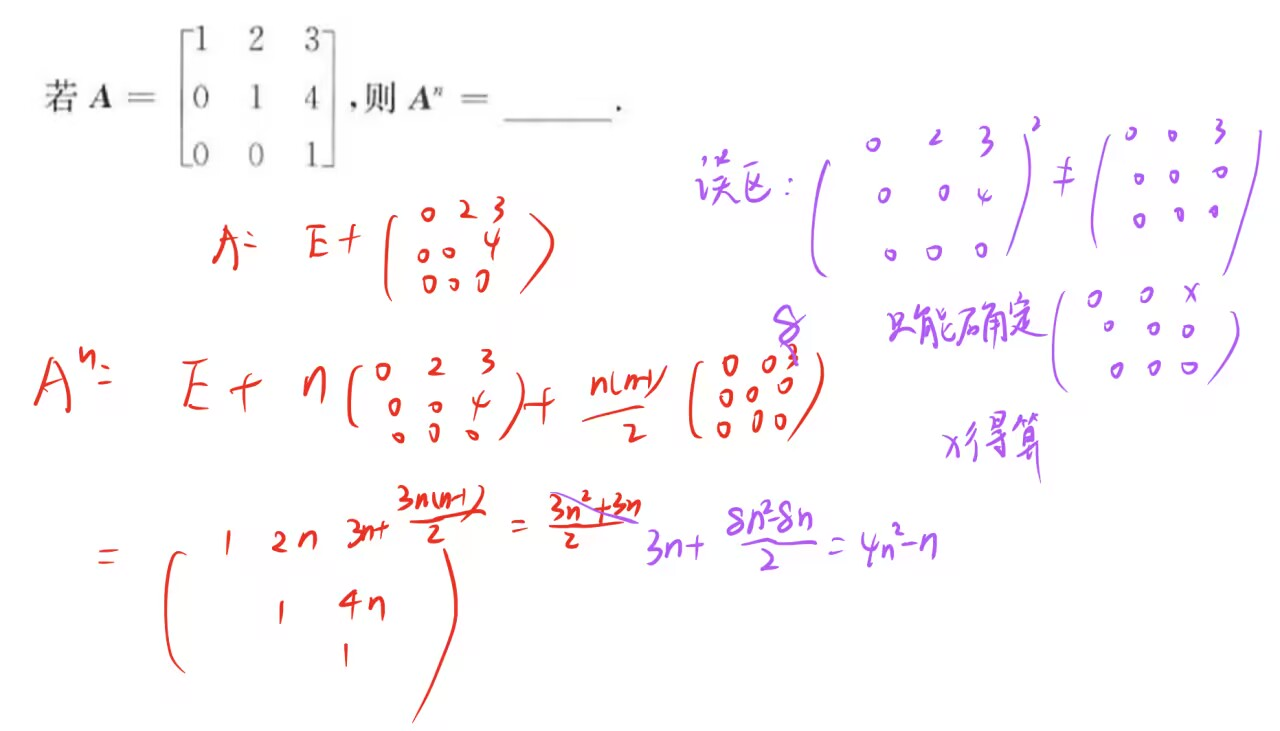 若 A = [1 2 3
0 1 4
0 0 1], 则 Aⁿ = ______.
误区: (0 2 3
0 0 4
0 0 0)² ≠ (0 0 3
0 0 0
0 0 0)
A= E+ (0 2 3
0 0 4
0 0 0)
只能确定 (0 0 x
0 0 0
0 0 0)
x得算
Aⁿ= E + n (0 2 3
0 0 4
0 0 0) + n(n-1)/2 (0 0 3 8
0 0 0
0 0 0)
= (1 2n 3n+ 3n(n-1)/2 = 3n²+3n/2 3n+ 8n²-8n/2 = 4n²-n
1 4n
1)